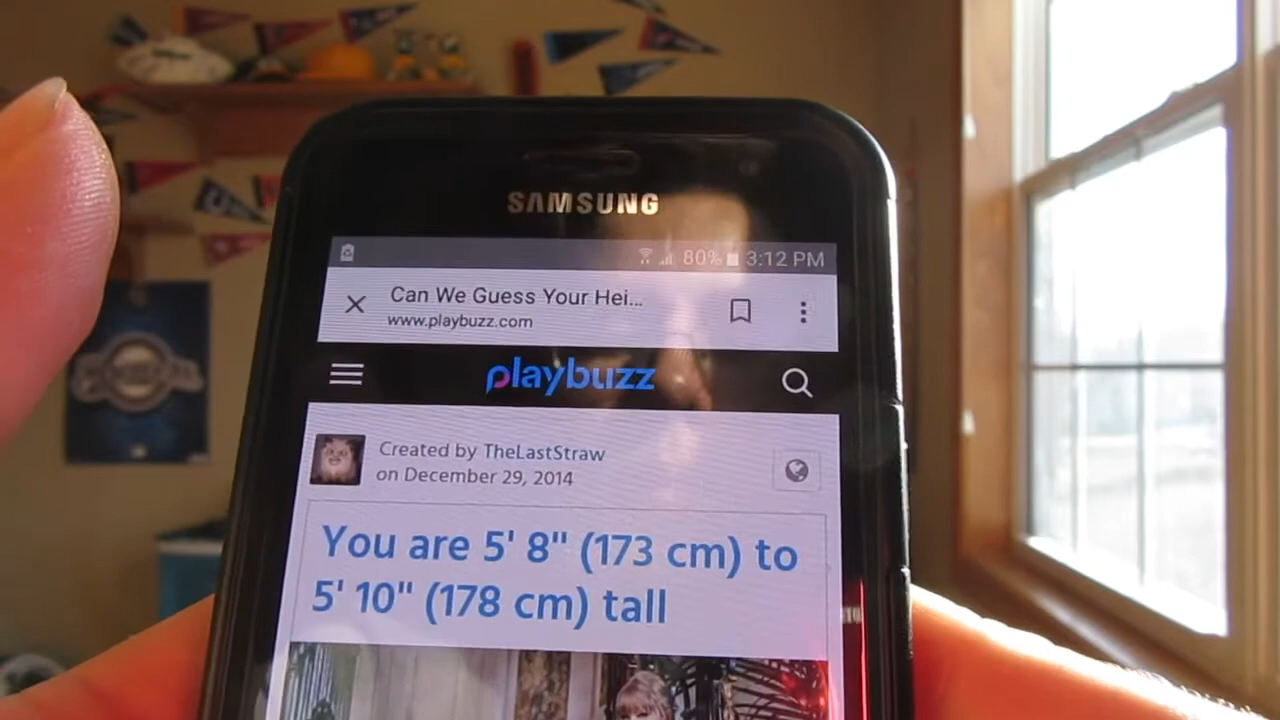 SAMSUNG
80% 3:12 PM
Can We Guess Your Hei...
www.playbuzz.com
playbuzz
Created by TheLastStraw
on December 29, 2014
You are 5' 8" (173 cm) to
5' 10" (178 cm) tall